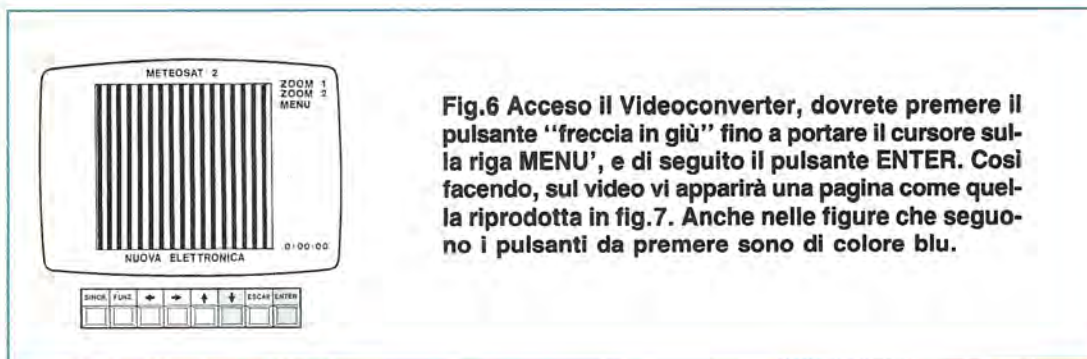 METEOSAT 2
ZOOM 1
ZOOM 2
MENU
0:00:00
NUOVA ELETTRONICA
SINCR. FUNZ. ← → ↑ ↓ ESCAP ENTER
Fig.6 Acceso il Videoconverter, dovrete premere il
pulsante "freccia in giù" fino a portare il cursore sul-
la riga MENU', e di seguito il pulsante ENTER. Così
facendo, sul video vi apparirà una pagina come quel-
la riprodotta in fig.7. Anche nelle figure che seguo-
no i pulsanti da premere sono di colore blu.